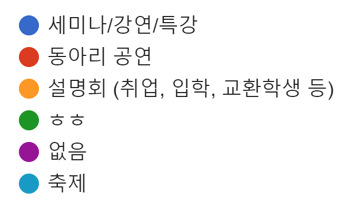 세미나/강연/특강
동아리 공연
설명회 (취업, 입학, 교환학생 등)
ㅎㅎ
없음
축제